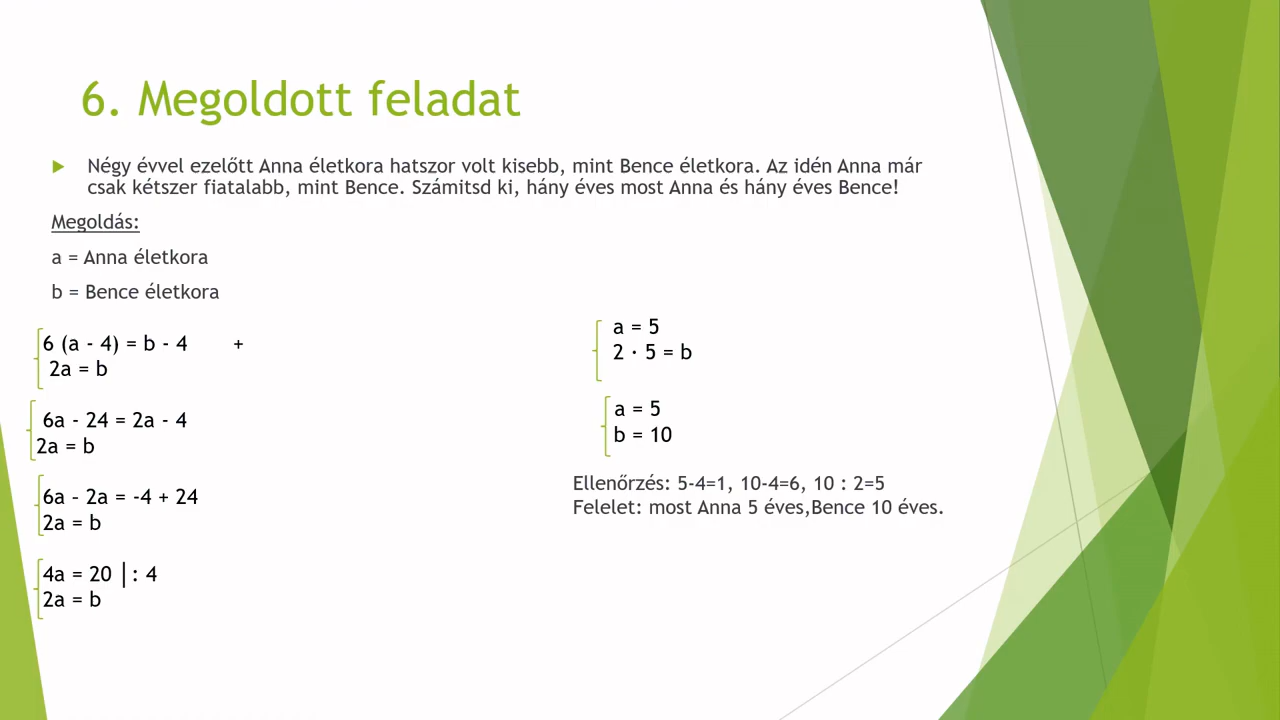 6. Megoldott feladat
Négy évvel ezelőtt Anna életkora hatszor volt kisebb, mint Bence életkora. Az idén Anna már
csak kétszer fiatalabb, mint Bence. Számitsd ki, hány éves most Anna és hány éves Bence!
Megoldás:
a = Anna életkora
b = Bence életkora
6 (a - 4) = b - 4 +
2a = b
6a - 24 = 2a - 4
2a = b
6a - 2a = -4 + 24
2a = b
4a = 20 | : 4
2a = b
a = 5
2 · 5 = b
a = 5
b = 10
Ellenőrzés: 5-4=1, 10-4=6, 10 : 2=5
Felelet: most Anna 5 éves,Bence 10 éves.